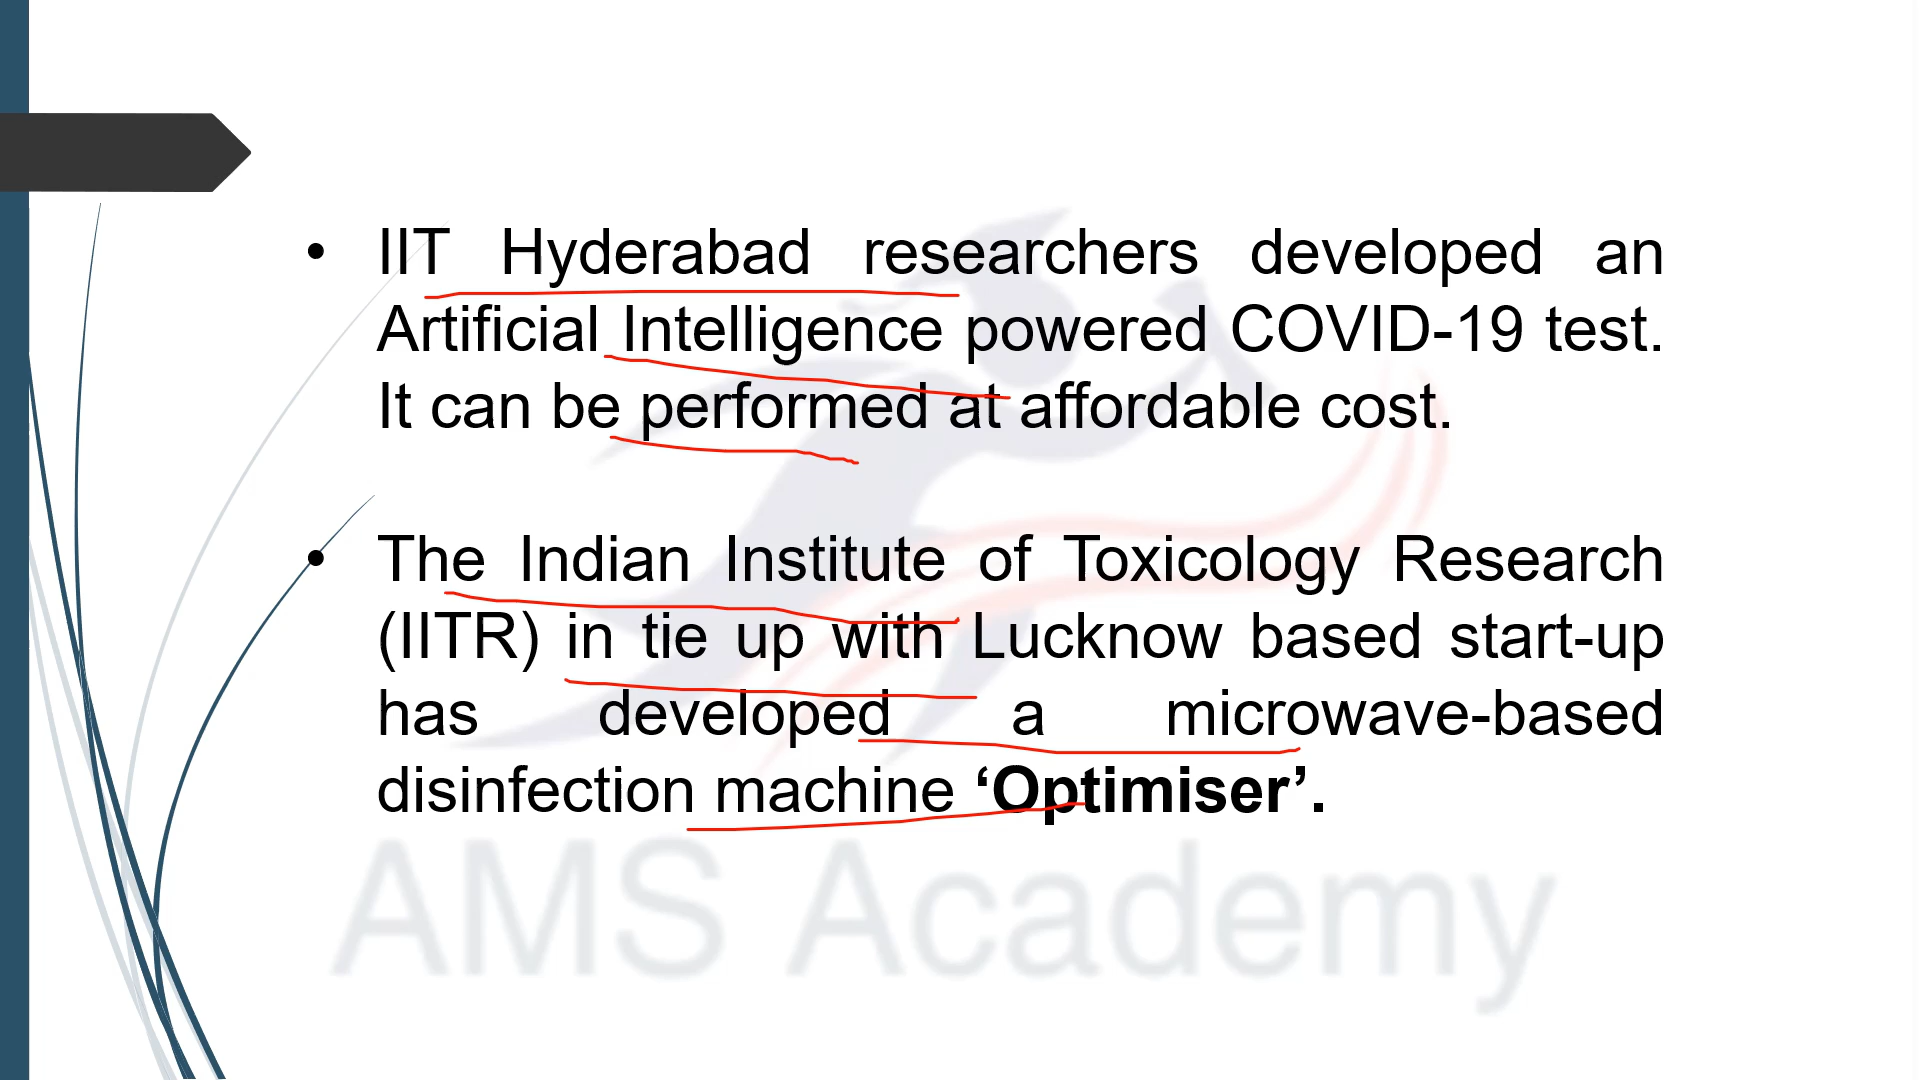 • IIT Hyderabad researchers developed an
Artificial Intelligence powered COVID-19 test.
It can be performed at affordable cost.
• The Indian Institute of Toxicology Research
(IITR) in tie up with Lucknow based start-up
has developed a microwave-based
disinfection machine ‘Optimiser’.
AMS Academy